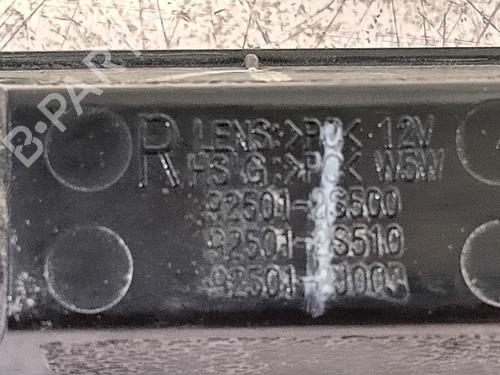 B-PARTS
R LENS:>PC< 12V
HS'G:>PC< W5W
92501-2S500
92501-2S510